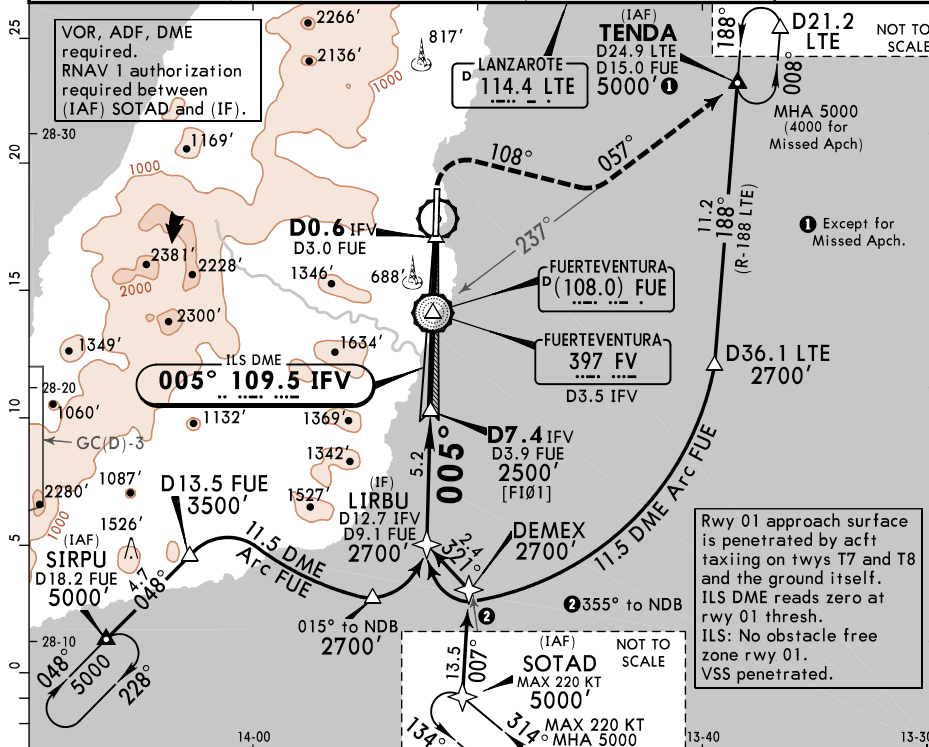 25
VOR, ADF, DME
required.
RNAV 1 authorization
required between
(IAF) SOTAD and (IF).
2266'
2136'
817'
1000
LANZAROTE
D 114.4 LTE
(IAF)
TENDA
D24.9 LTE
D15.0 FUE
5000' 1
188°
D21.2
LTE
008°
NOT TO
SCALE
MHA 5000
(4000 for
Missed Apch)
28-30
20
1169'
1000
108°
057°
11.2
188°
(R-188 LTE)
1 Except for
Missed Apch.
D0.6 IFV
D3.0 FUE
237°
2381'
2228'
2000
15
1346'
688'
FUERTEVENTURA
D (108.0) FUE
2300'
1349'
1634'
FUERTEVENTURA
397 FV
D3.5 IFV
ILS DME
005° 109.5 IFV
D36.1 LTE
2700'
28-20
1060'
10
1132'
1369'
GC(D)-3
1342'
5.2
005°
D7.4 IFV
D3.9 FUE
2500'
[FI01]
2280'
1087'
D13.5 FUE
3500'
1527'
1000
1526'
(IF)
LIRBU
D12.7 IFV
D9.1 FUE
2700'
DEMEX
2700'
2.4
321°
11.5 DME Arc FUE
5
(IAF)
SIRPU
D18.2 FUE
5000'
4.7
048°
11.5 DME
Arc FUE
Rwy 01 approach surface
is penetrated by acft
taxiing on twys T7 and T8
and the ground itself.
ILS DME reads zero at
rwy 01 thresh.
ILS: No obstacle free
zone rwy 01.
VSS penetrated.
2
2 355° to NDB
015° to NDB
2700'
28-10
0
048°
5000
228°
13.5
007°
(IAF)
SOTAD
MAX 220 KT
5000'
NOT TO
SCALE
134°
314°
MAX 220 KT
MHA 5000
14-00
13-40
13-30